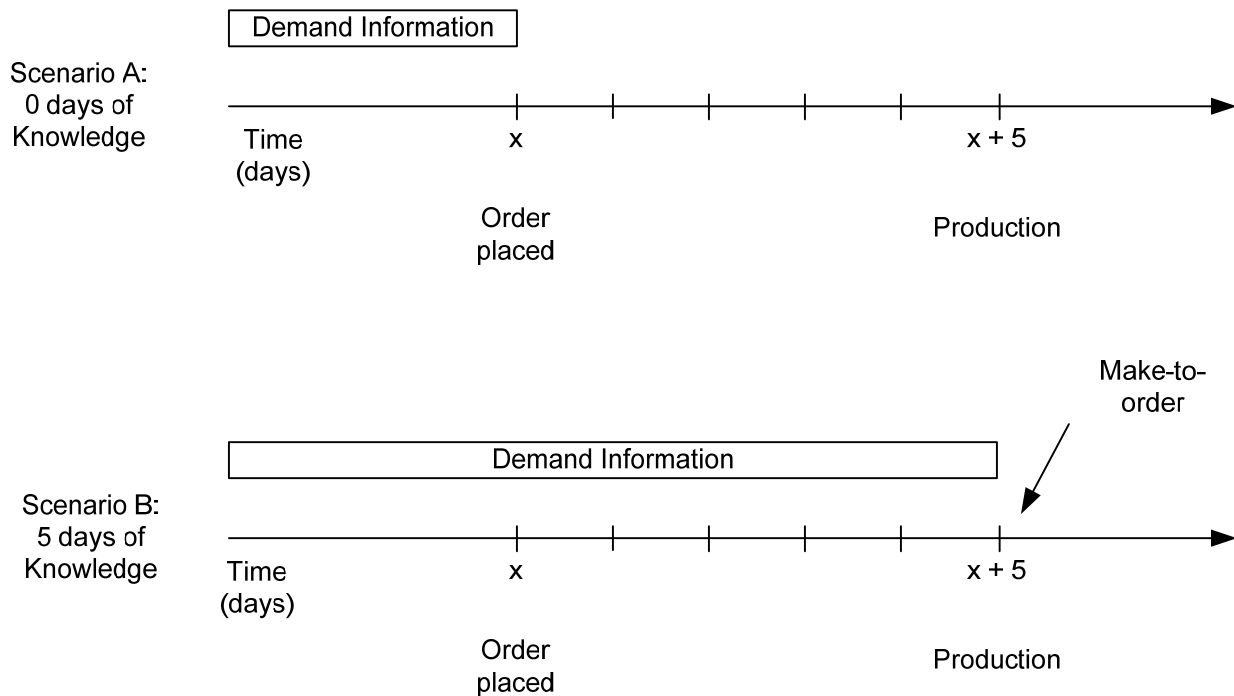 Demand Information
Scenario A:
0 days of
Knowledge
Time
(days)
x
x + 5
Order
placed
Production
Make-to-
order
Demand Information
Scenario B:
5 days of
Knowledge
Time
(days)
x
x + 5
Order
placed
Production